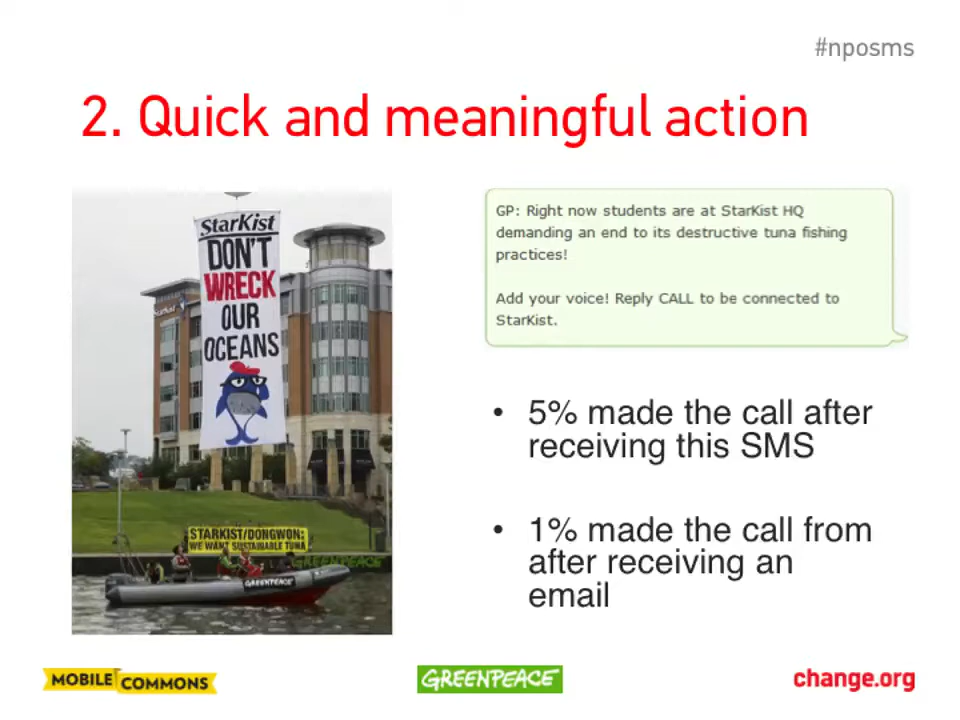 #nposms
2. Quick and meaningful action
StarKist
DON'T
WRECK
OUR
OCEANS
StarKist
STARKIST/DONGWON:
WE WANT SUSTAINABLE TUNA
GREENPEACE
GREENPEACE
GP: Right now students are at StarKist HQ
demanding an end to its destructive tuna fishing
practices!
Add your voice! Reply CALL to be connected to
StarKist.
• 5% made the call after
receiving this SMS
• 1% made the call from
after receiving an
email
MOBILE COMMONS
GREENPEACE
change.org